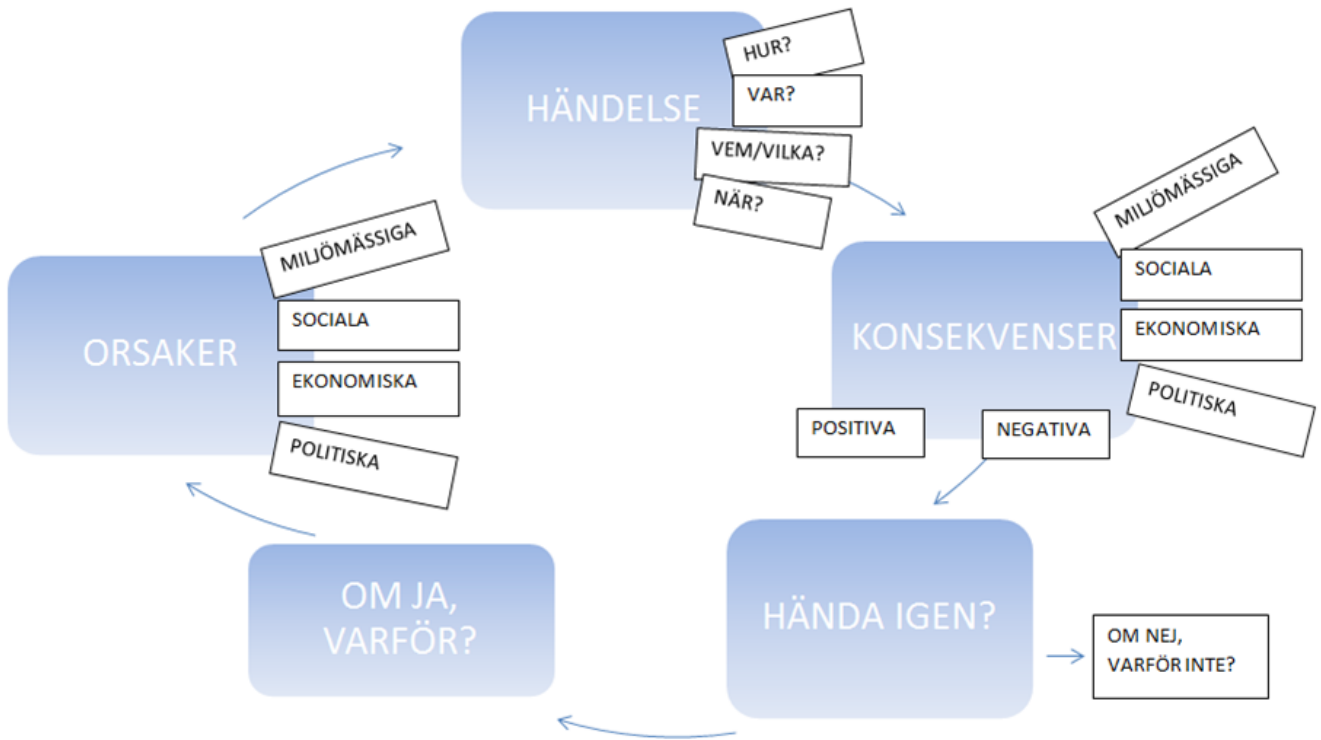 HÄNDELSE
HUR?
VAR?
VEM/VILKA?
NÄR?
KONSEKVENSER
MILJÖMÄSSIGA
SOCIALA
EKONOMISKA
POLITISKA
POSITIVA
NEGATIVA
HÄNDA IGEN?
OM NEJ,
VARFÖR INTE?
OM JA,
VARFÖR?
ORSAKER
MILJÖMÄSSIGA
SOCIALA
EKONOMISKA
POLITISKA